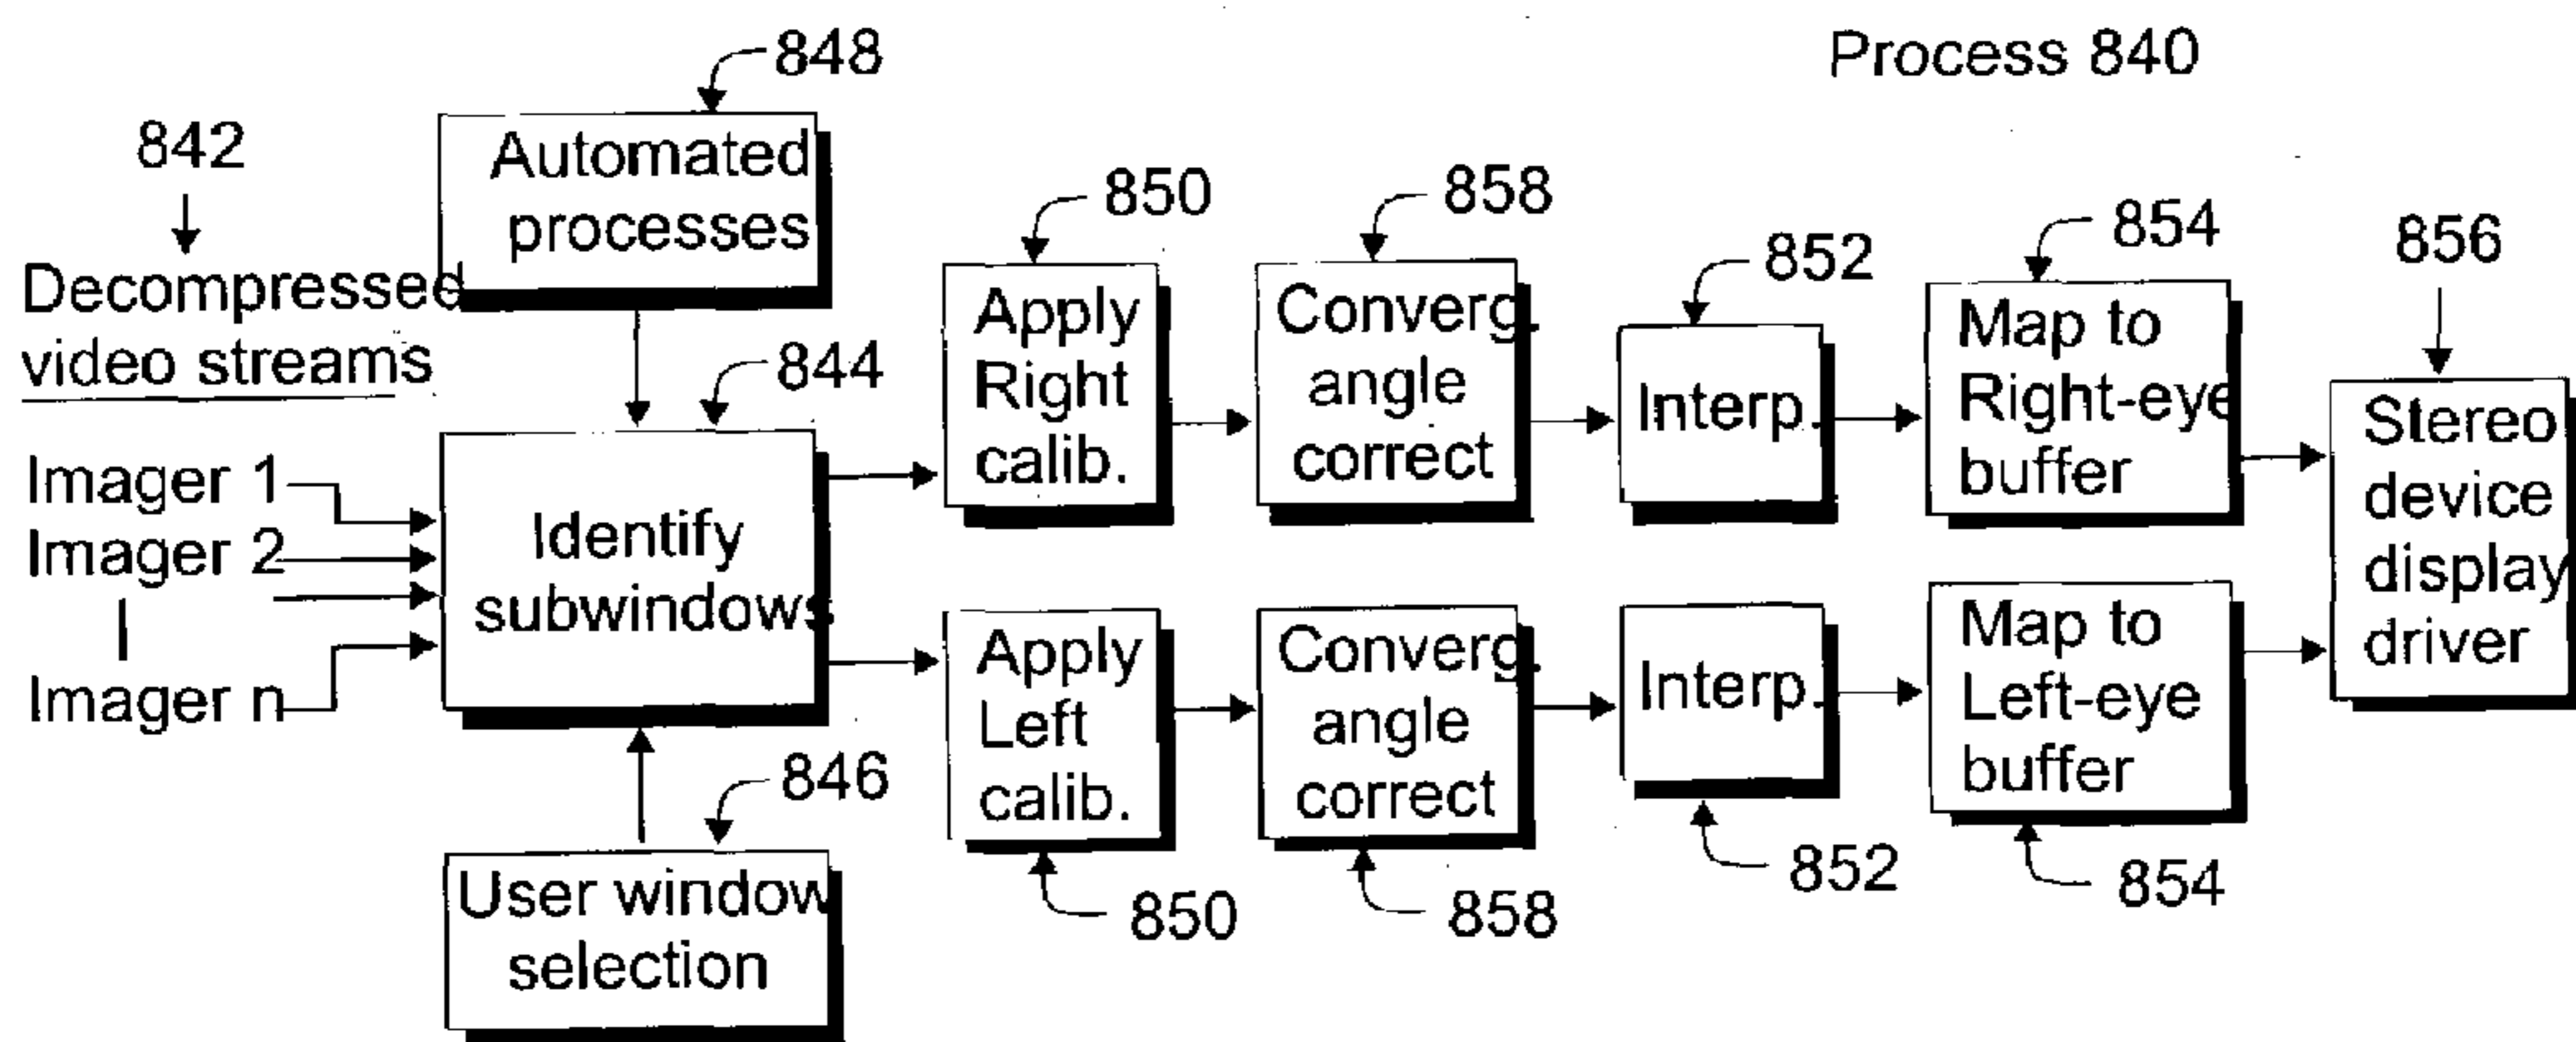 Process 840
848
842
Automated
processes
Decompressed
video streams
844
Imager 1
Imager 2
Imager n
Identify
subwindows
846
User window
selection
850
Apply
Right
calib.
858
Converg.
angle
correct
852
Interp.
854
Map to
Right-eye
buffer
856
Stereo
device
display
driver
Apply
Left
calib.
850
Converg.
angle
correct
858
Interp.
852
Map to
Left-eye
buffer
854